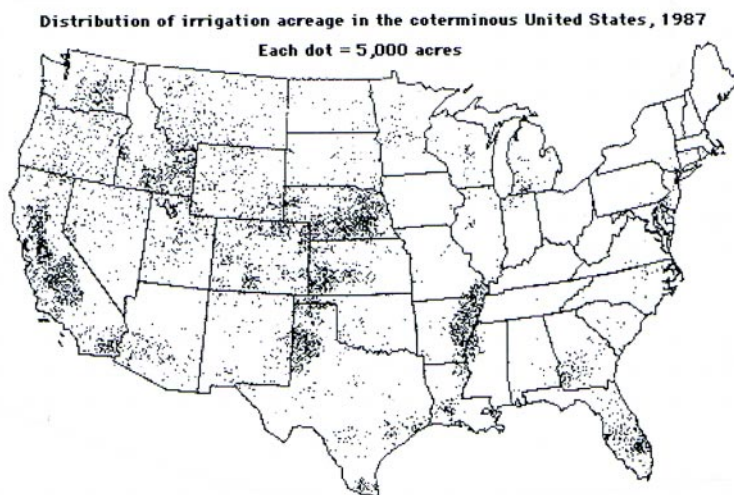 Distribution of irrigation acreage in the coterminous United States, 1987
Each dot = 5,000 acres